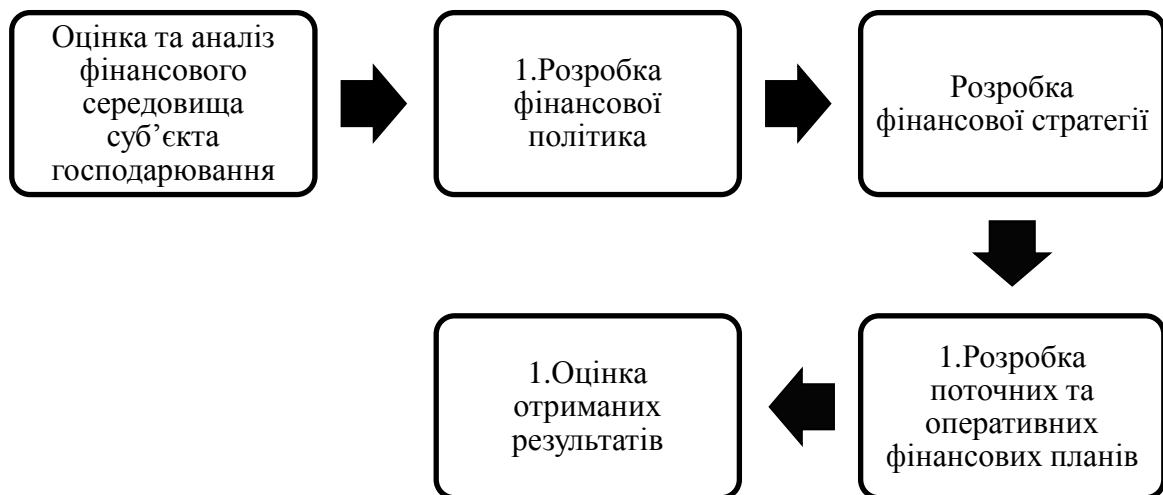 Оцінка та аналіз
фінансового
середовища
суб’єкта
господарювання
1.Розробка
фінансової
політика
Розробка
фінансової стратегії
1.Розробка
поточних та
оперативних
фінансових планів
1.Оцінка
отриманих
результатів